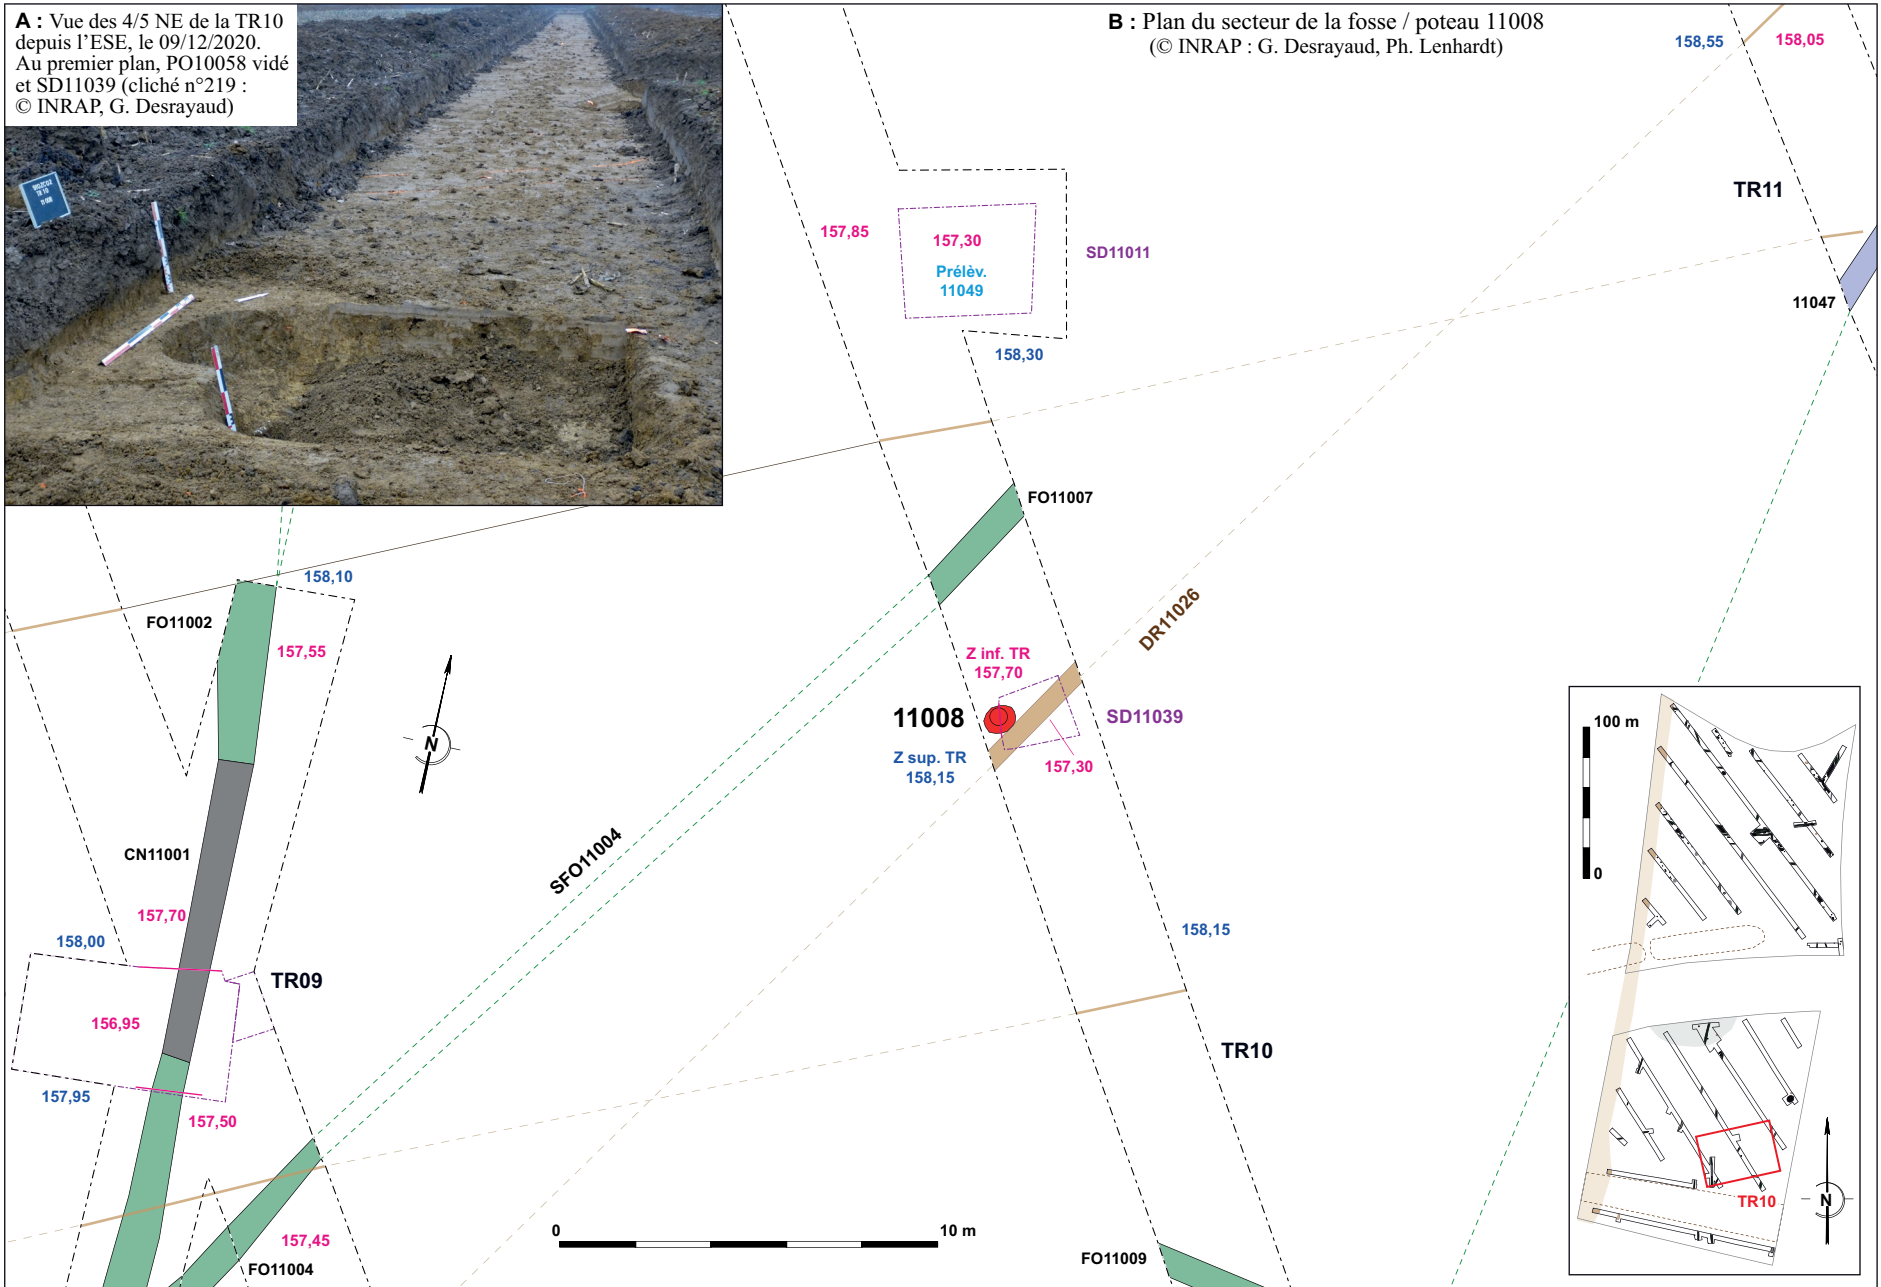 A : Vue des 4/5 NE de la TR10
depuis l'ESE, le 09/12/2020.
Au premier plan, PO10058 vidé
et SD11039 (cliché n°219 :
© INRAP, G. Desrayaud)
B : Plan du secteur de la fosse / poteau 11008
(© INRAP : G. Desrayaud, Ph. Lenhardt)
158,55
158,05
TR11
157,85
157,30
Prélèv.
11049
SD11011
158,30
11047
TR 10
FO11007
158,10
FO11002
157,55
DR11026
Z inf. TR
157,70
11008
SD11039
Z sup. TR
158,15
157,30
N
CN11001
SFO11004
157,70
158,00
158,15
TR09
156,95
TR10
157,95
157,50
157,45
FO11004
0
10 m
FO11009
100 m
0
TR10
N